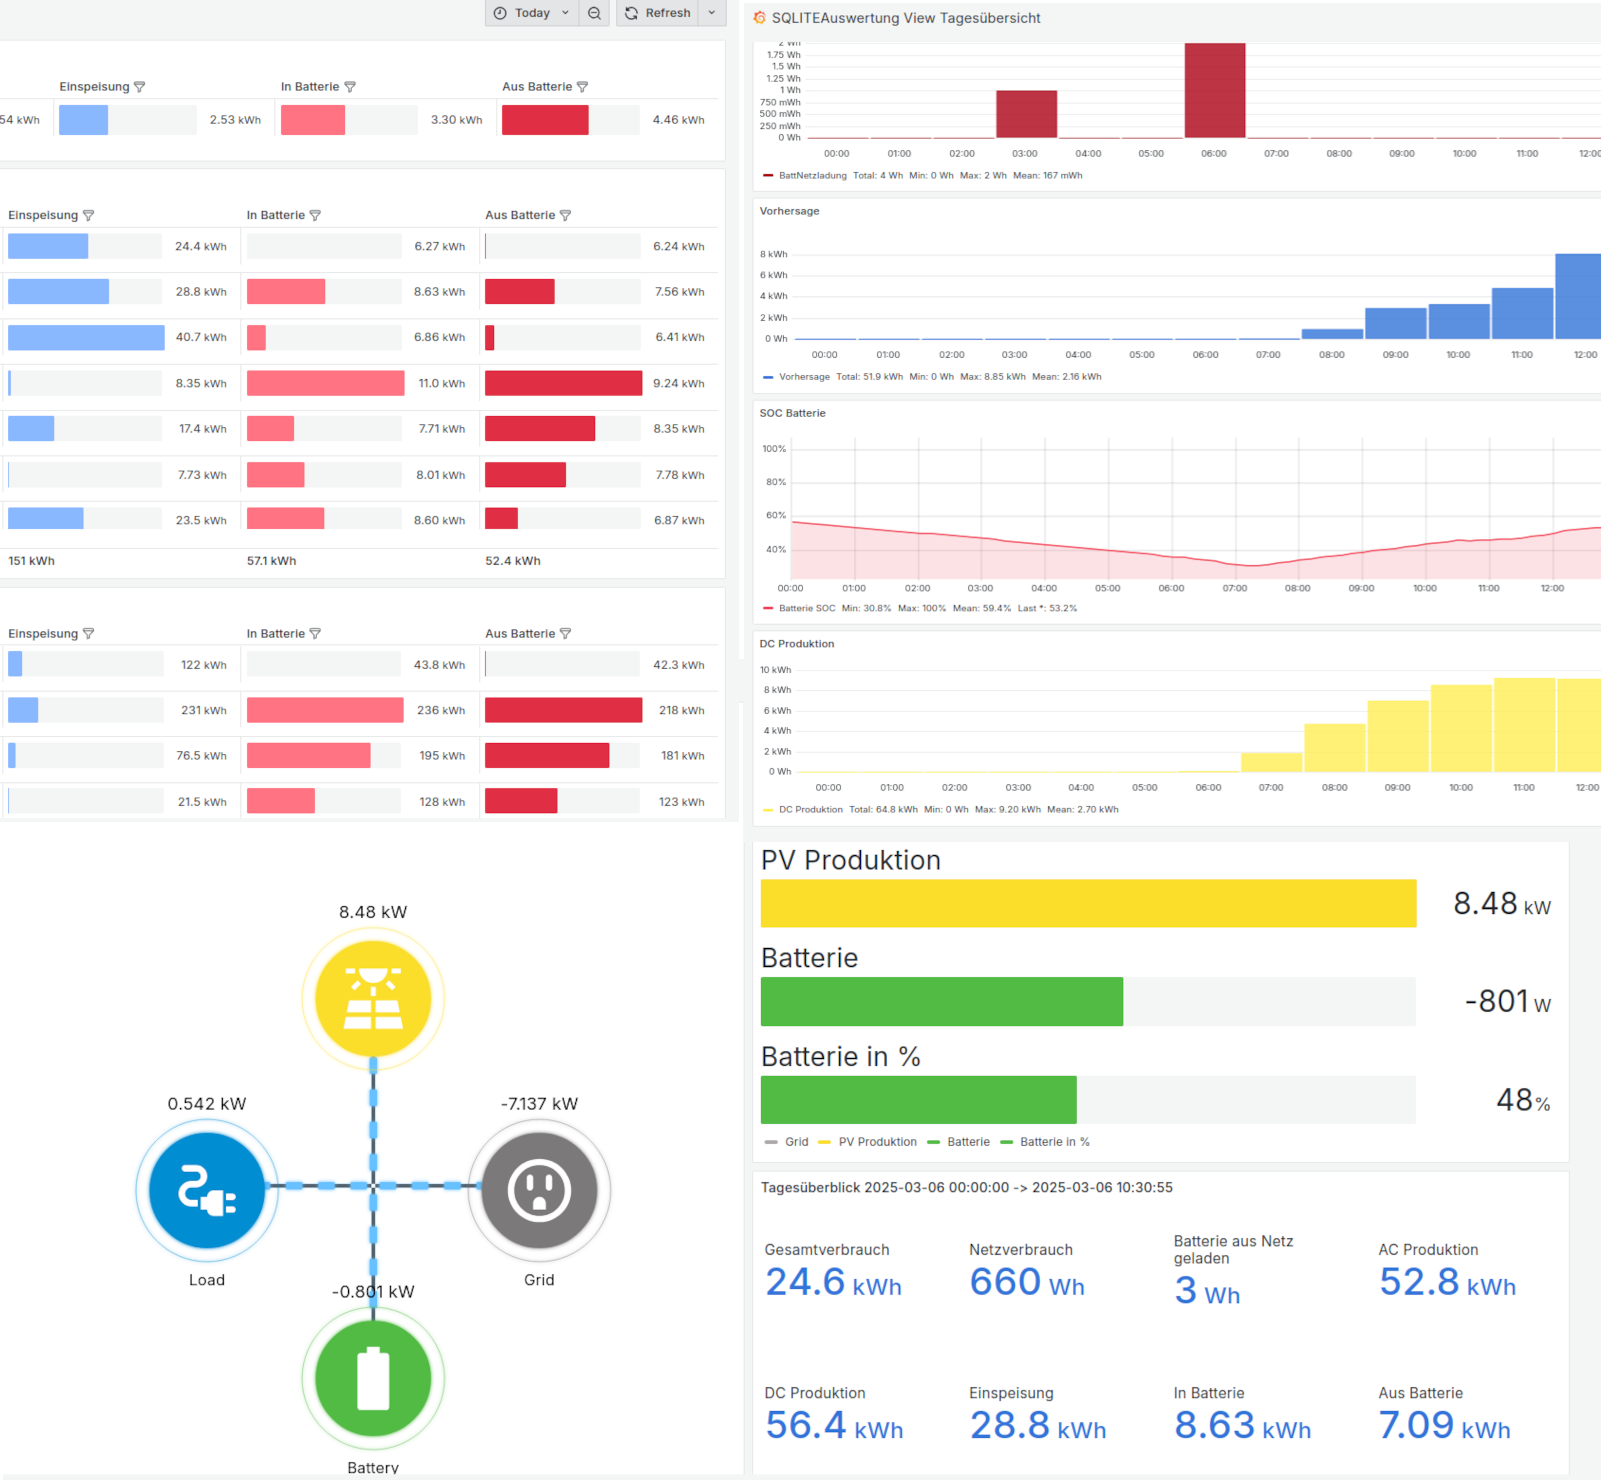 Today
Refresh
Einspeisung In Batterie Aus Batterie
54 kWh 2.53 kWh 3.30 kWh 4.46 kWh
Einspeisung In Batterie Aus Batterie
24.4 kWh 6.27 kWh 6.24 kWh
28.8 kWh 8.63 kWh 7.56 kWh
40.7 kWh 6.86 kWh 6.41 kWh
8.35 kWh 11.0 kWh 9.24 kWh
17.4 kWh 7.71 kWh 8.35 kWh
7.73 kWh 8.01 kWh 7.78 kWh
23.5 kWh 8.60 kWh 6.87 kWh
151 kWh 57.1 kWh 52.4 kWh
Einspeisung In Batterie Aus Batterie
122 kWh 43.8 kWh 42.3 kWh
231 kWh 236 kWh 218 kWh
76.5 kWh 195 kWh 181 kWh
21.5 kWh 128 kWh 123 kWh
SQLITEAuswertung View Tagesübersicht
2 Wh
1.75 Wh
1.5 Wh
1.25 Wh
1 Wh
750 mWh
500 mWh
250 mWh
0 Wh
00:00 01:00 02:00 03:00 04:00 05:00 06:00 07:00 08:00 09:00 10:00 11:00 12:00
BattNetzladung Total: 4 Wh Min: 0 Wh Max: 2 Wh Mean: 167 mWh
Vorhersage
8 kWh
6 kWh
4 kWh
2 kWh
0 Wh
00:00 01:00 02:00 03:00 04:00 05:00 06:00 07:00 08:00 09:00 10:00 11:00 12:00
Vorhersage Total: 51.9 kWh Min: 0 Wh Max: 8.85 kWh Mean: 2.16 kWh
SOC Batterie
100%
80%
60%
40%
00:00 01:00 02:00 03:00 04:00 05:00 06:00 07:00 08:00 09:00 10:00 11:00 12:00
Batterie SOC Min: 30.8% Max: 100% Mean: 59.4% Last *: 53.2%
DC Produktion
10 kWh
8 kWh
6 kWh
4 kWh
2 kWh
0 Wh
00:00 01:00 02:00 03:00 04:00 05:00 06:00 07:00 08:00 09:00 10:00 11:00 12:00
DC Produktion Total: 64.8 kWh Min: 0 Wh Max: 9.20 kWh Mean: 2.70 kWh
8.48 kW
0.542 kW
-7.137 kW
Load
Grid
-0.801 kW
Battery
PV Produktion
8.48 kW
Batterie
-801 W
Batterie in %
48%
Grid PV Produktion Batterie Batterie in %
Tagesüberblick 2025-03-06 00:00:00 -> 2025-03-06 10:30:55
Gesamtverbrauch
24.6 kWh
Netzverbrauch
660 Wh
Batterie aus Netz
geladen
3 Wh
AC Produktion
52.8 kWh
DC Produktion
56.4 kWh
Einspeisung
28.8 kWh
In Batterie
8.63 kWh
Aus Batterie
7.09 kWh